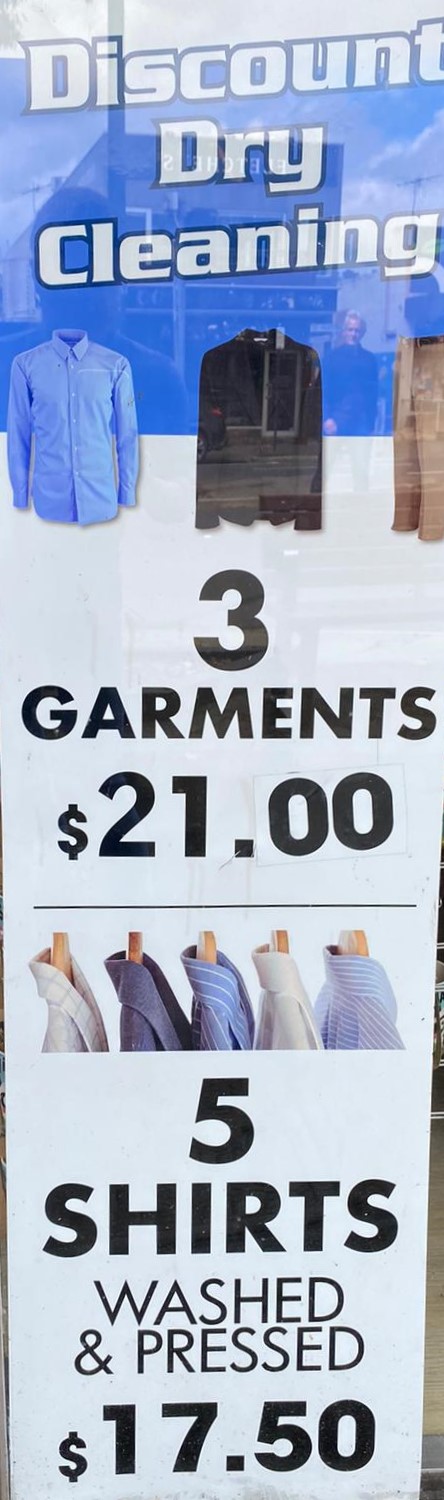 Discount
Dry
Cleaning
3
GARMENTS
$21.00
5
SHIRTS
WASHED
& PRESSED
$17.50